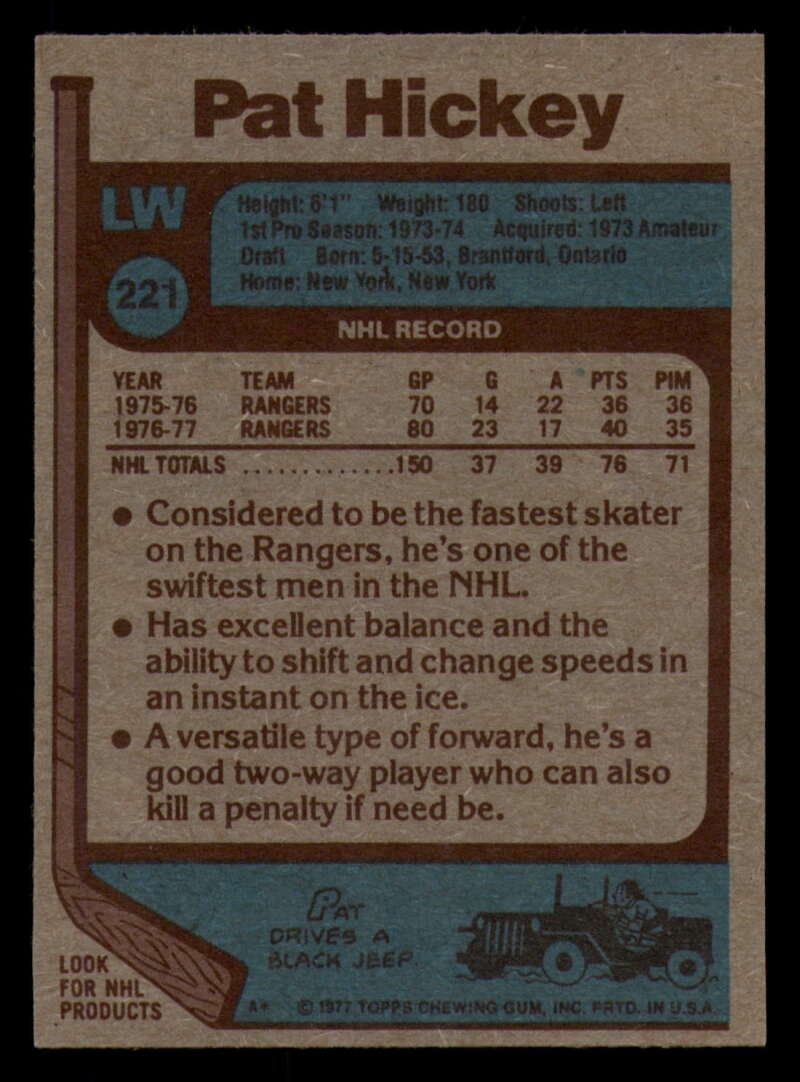 Pat Hickey
LW
Height: 6'1" Weight: 180 Shoots: Left
1st Pro Season: 1973-74 Acquired: 1973 Amateur
Draft Born: 5-15-53, Brantford, Ontario
Home: New York, New York
221
NHL RECORD
YEAR TEAM GP G A PTS PIM
1975-76 RANGERS 70 14 22 36 36
1976-77 RANGERS 80 23 17 40 35
NHL TOTALS .............150 37 39 76 71
● Considered to be the fastest skater
on the Rangers, he's one of the
swiftest men in the NHL.
● Has excellent balance and the
ability to shift and change speeds in
an instant on the ice.
● A versatile type of forward, he's a
good two-way player who can also
kill a penalty if need be.
PAT
DRIVES A
BLACK JEEP.
LOOK
FOR NHL
PRODUCTS
A* © 1977 TOPPS CHEWING GUM, INC. PRTD. IN U.S.A.